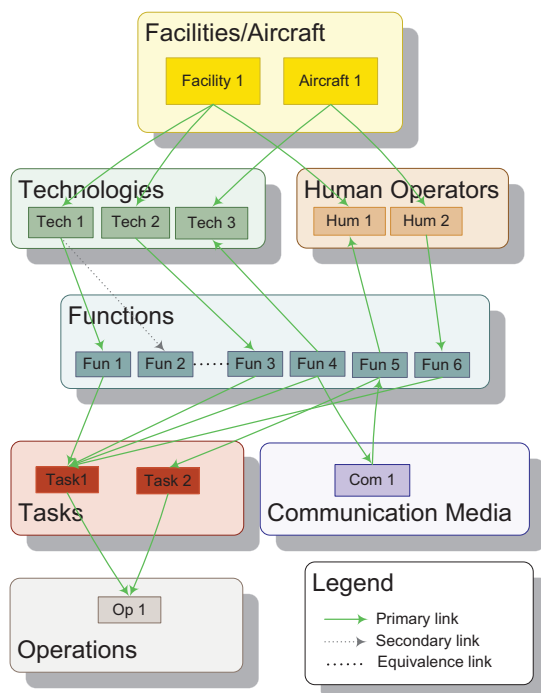 Facilities/Aircraft
Facility 1
Aircraft 1
Technologies
Tech 1
Tech 2
Tech 3
Human Operators
Hum 1
Hum 2
Functions
Fun 1
Fun 2
Fun 3
Fun 4
Fun 5
Fun 6
Task1
Task 2
Tasks
Com 1
Communication Media
Op 1
Operations
Legend
Primary link
Secondary link
Equivalence link